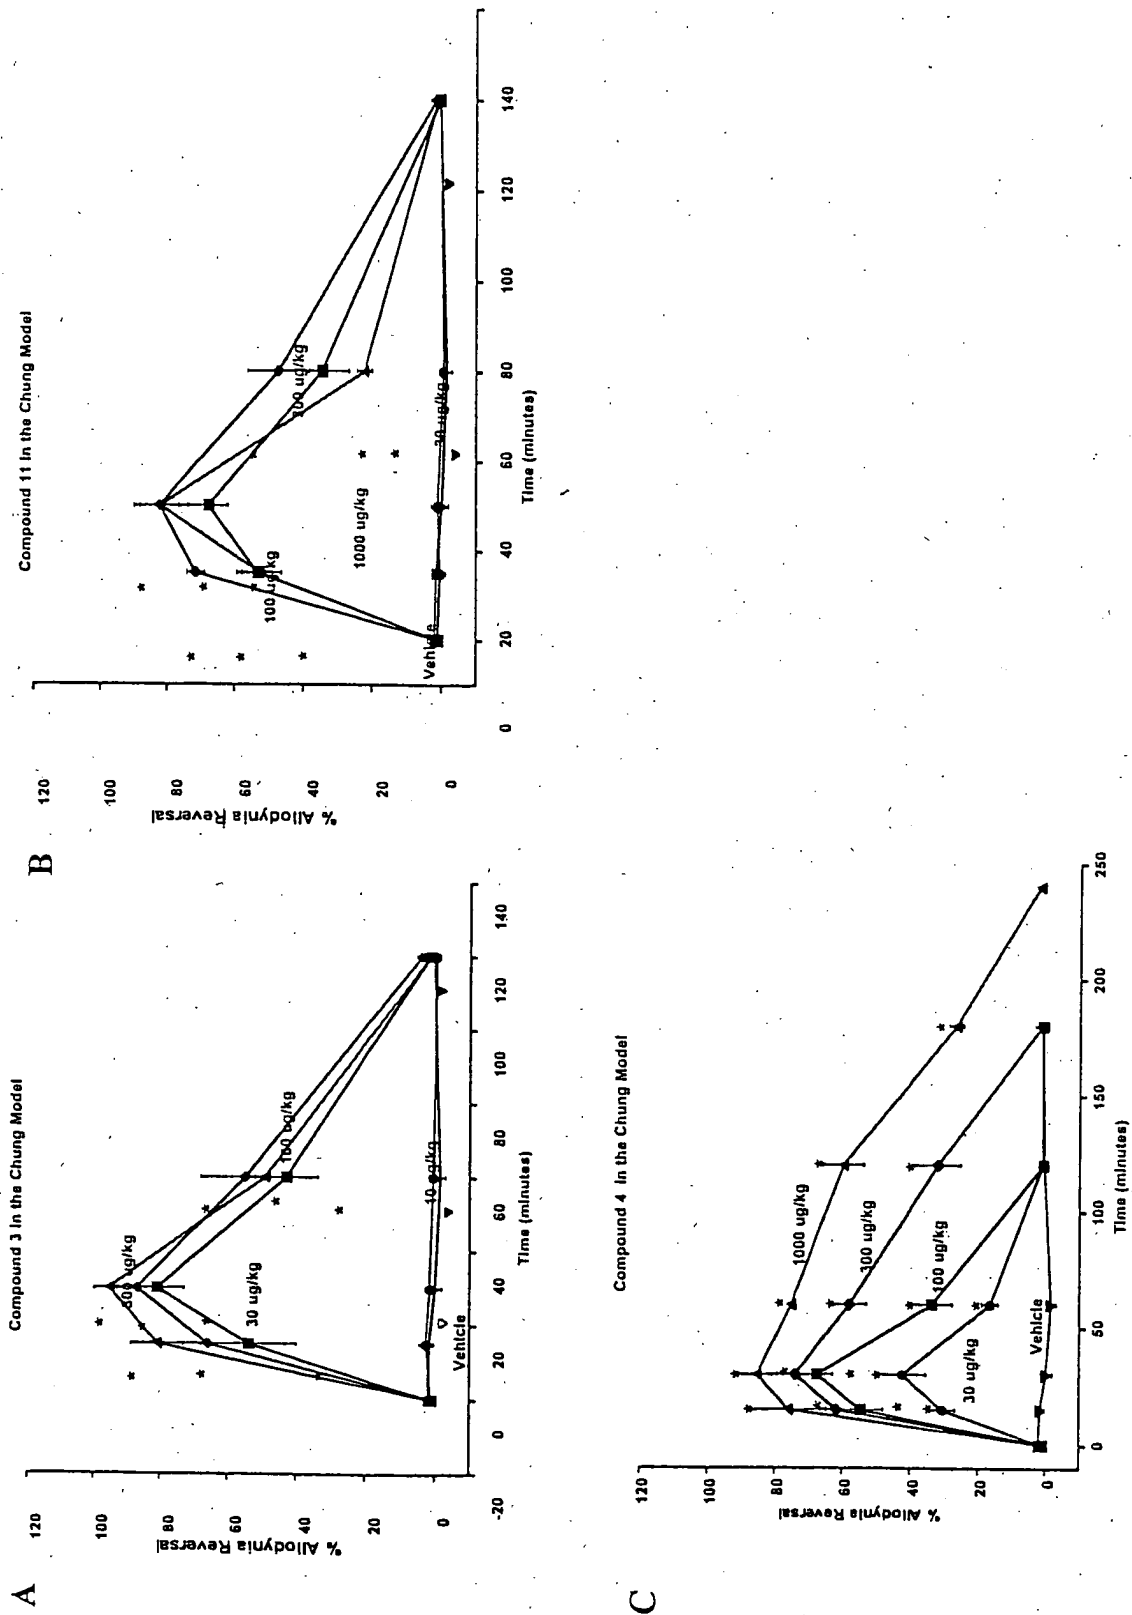 A
Compound 3 in the Chung Model
% Allodynia Reversal
120
100
80
60
40
20
0
-20
300 ug/kg
30 ug/kg
100 ug/kg
10 ug/kg
Vehicle
0
20
40
60
80
100
120
140
Time (minutes)
B
Compound 11 in the Chung Model
% Allodynia Reversal
120
100
80
60
40
20
0
100 ug/kg
1000 ug/kg
300 ug/kg
30 ug/kg
Vehicle
0
20
40
60
80
100
120
140
Time (minutes)
C
Compound 4 in the Chung Model
% Allodynia Reversal
120
100
80
60
40
20
0
1000 ug/kg
300 ug/kg
100 ug/kg
30 ug/kg
Vehicle
0
50
100
150
200
250
Time (minutes)